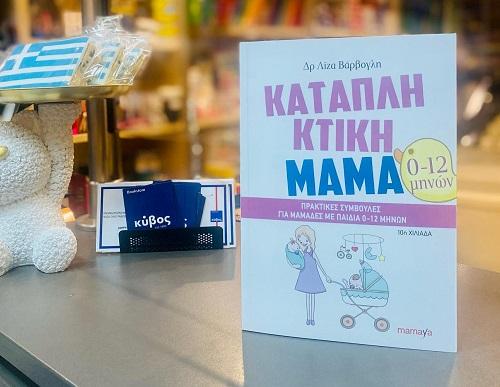 Δρ Λίζα Βάρβογλη
ΚΑΤΑΠΛΗ
ΚΤΙΚΗ
ΜΑΜΑ
0-12
μηνών
ΠΡΑΚΤΙΚΕΣ ΣΥΜΒΟΥΛΕΣ
ΓΙΑ ΜΑΜΑΔΕΣ ΜΕ ΠΑΙΔΙΑ 0-12 ΜΗΝΩΝ
10η ΧΙΛΙΑΔΑ
mamaya
κύβος